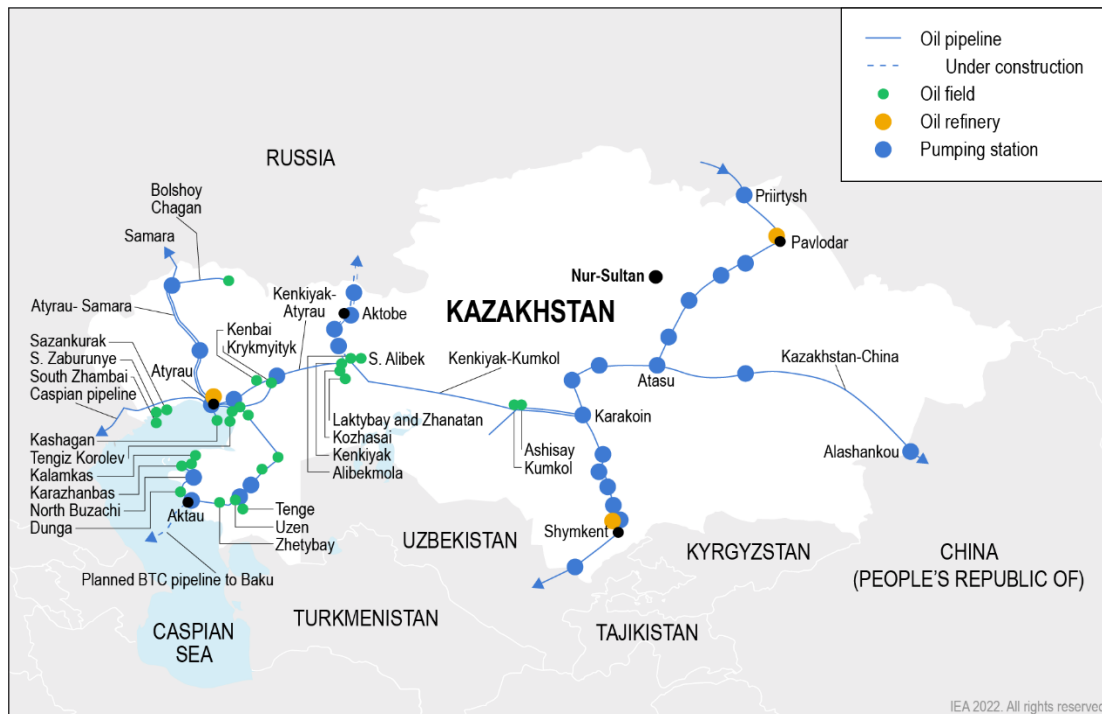 Oil pipeline
Under construction
Oil field
Oil refinery
Pumping station
RUSSIA
Bolshoy
Chagan
Samara
Priirtysh
Pavlodar
Nur-Sultan
Atyrau- Samara
Kenkiyak-
Atyrau
Aktobe
KAZAKHSTAN
Kenbai
Krykmyityk
Sazankurak
S. Zaburunye
South Zhambai
Caspian pipeline
Atyrau
S. Alibek
Kenkiyak-Kumkol
Kazakhstan-China
Atasu
Laktybay and Zhanatan
Kozhasai
Kenkiyak
Alibekmola
Karakoin
Ashisay
Kumkol
Alashankou
Kashagan
Tengiz Korolev
Kalamkas
Karazhanbas
North Buzachi
Dunga
Aktau
Tenge
Uzen
Zhetybay
Shymkent
UZBEKISTAN
KYRGYZSTAN
CHINA
(PEOPLE'S REPUBLIC OF)
Planned BTC pipeline to Baku
TURKMENISTAN
TAJIKISTAN
CASPIAN
SEA
IEA 2022. All rights reserved